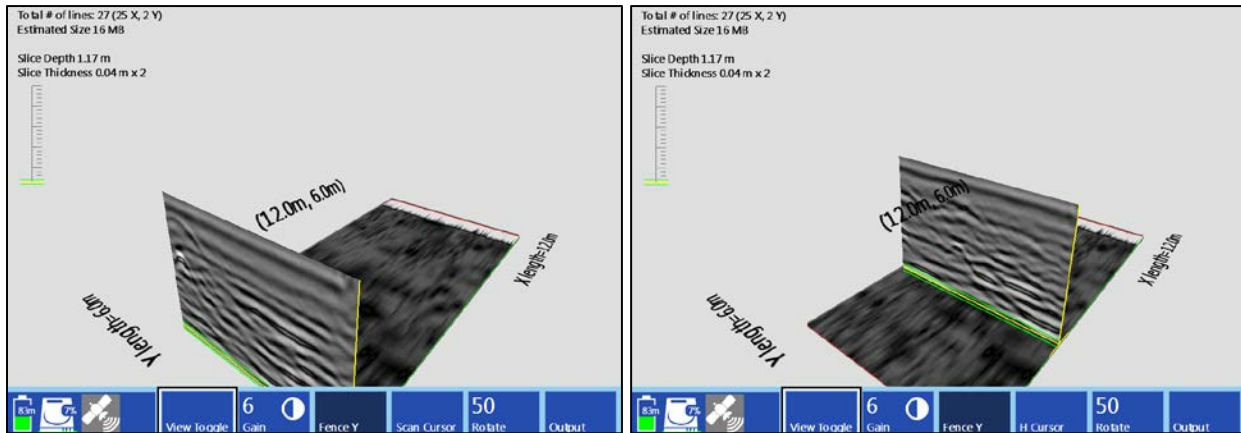 Total # of lines: 27 (25 X, 2 Y)
Estimated Size 16 MB
Slice Depth 1.17 m
Slice Thickness 0.04 m x 2
(12.0m, 6.0m)
X length=12.0m
Y length=6.0m
83m
7%
View Toggle
6
Gain
Fence Y
Scan Cursor
50
Rotate
Output
Total # of lines: 27 (25 X, 2 Y)
Estimated Size 16 MB
Slice Depth 1.17 m
Slice Thickness 0.04 m x 2
(12.0m, 6.0m)
X length=12.0m
Y length=6.0m
83m
7%
View Toggle
6
Gain
Fence Y
H Cursor
50
Rotate
Output